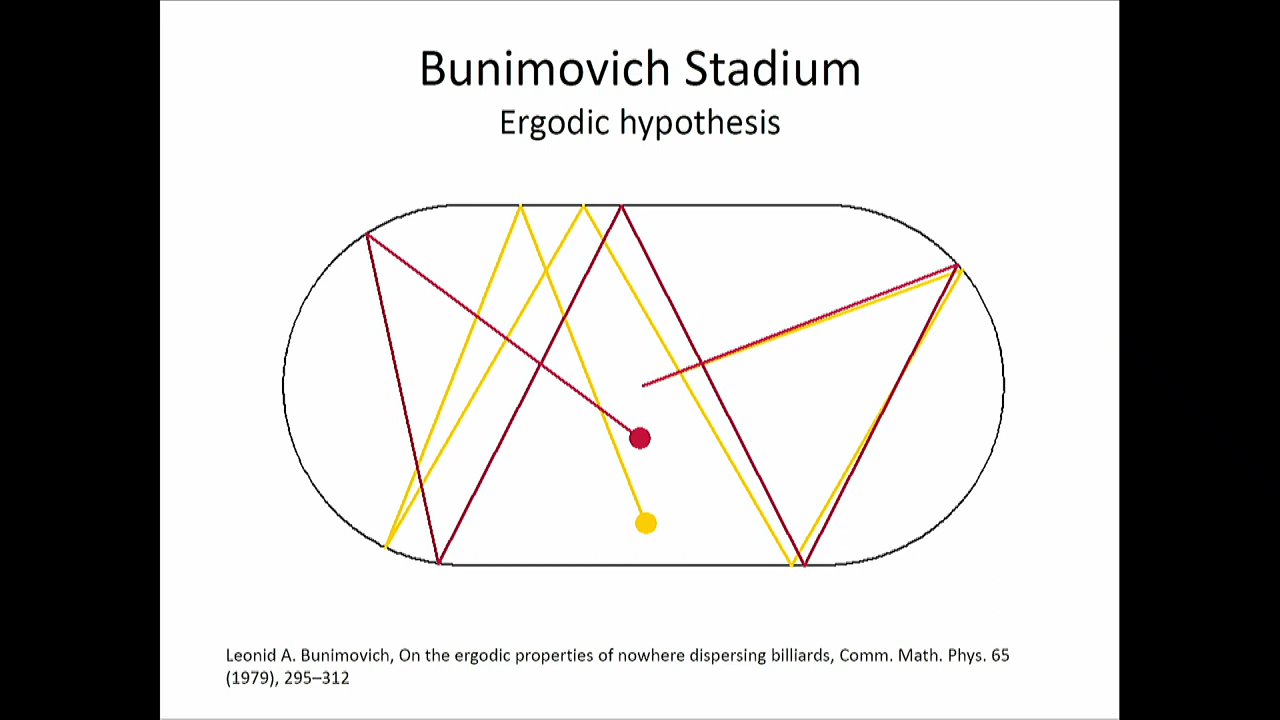 Bunimovich Stadium
Ergodic hypothesis
Leonid A. Bunimovich, On the ergodic properties of nowhere dispersing billiards, Comm. Math. Phys. 65
(1979), 295–312